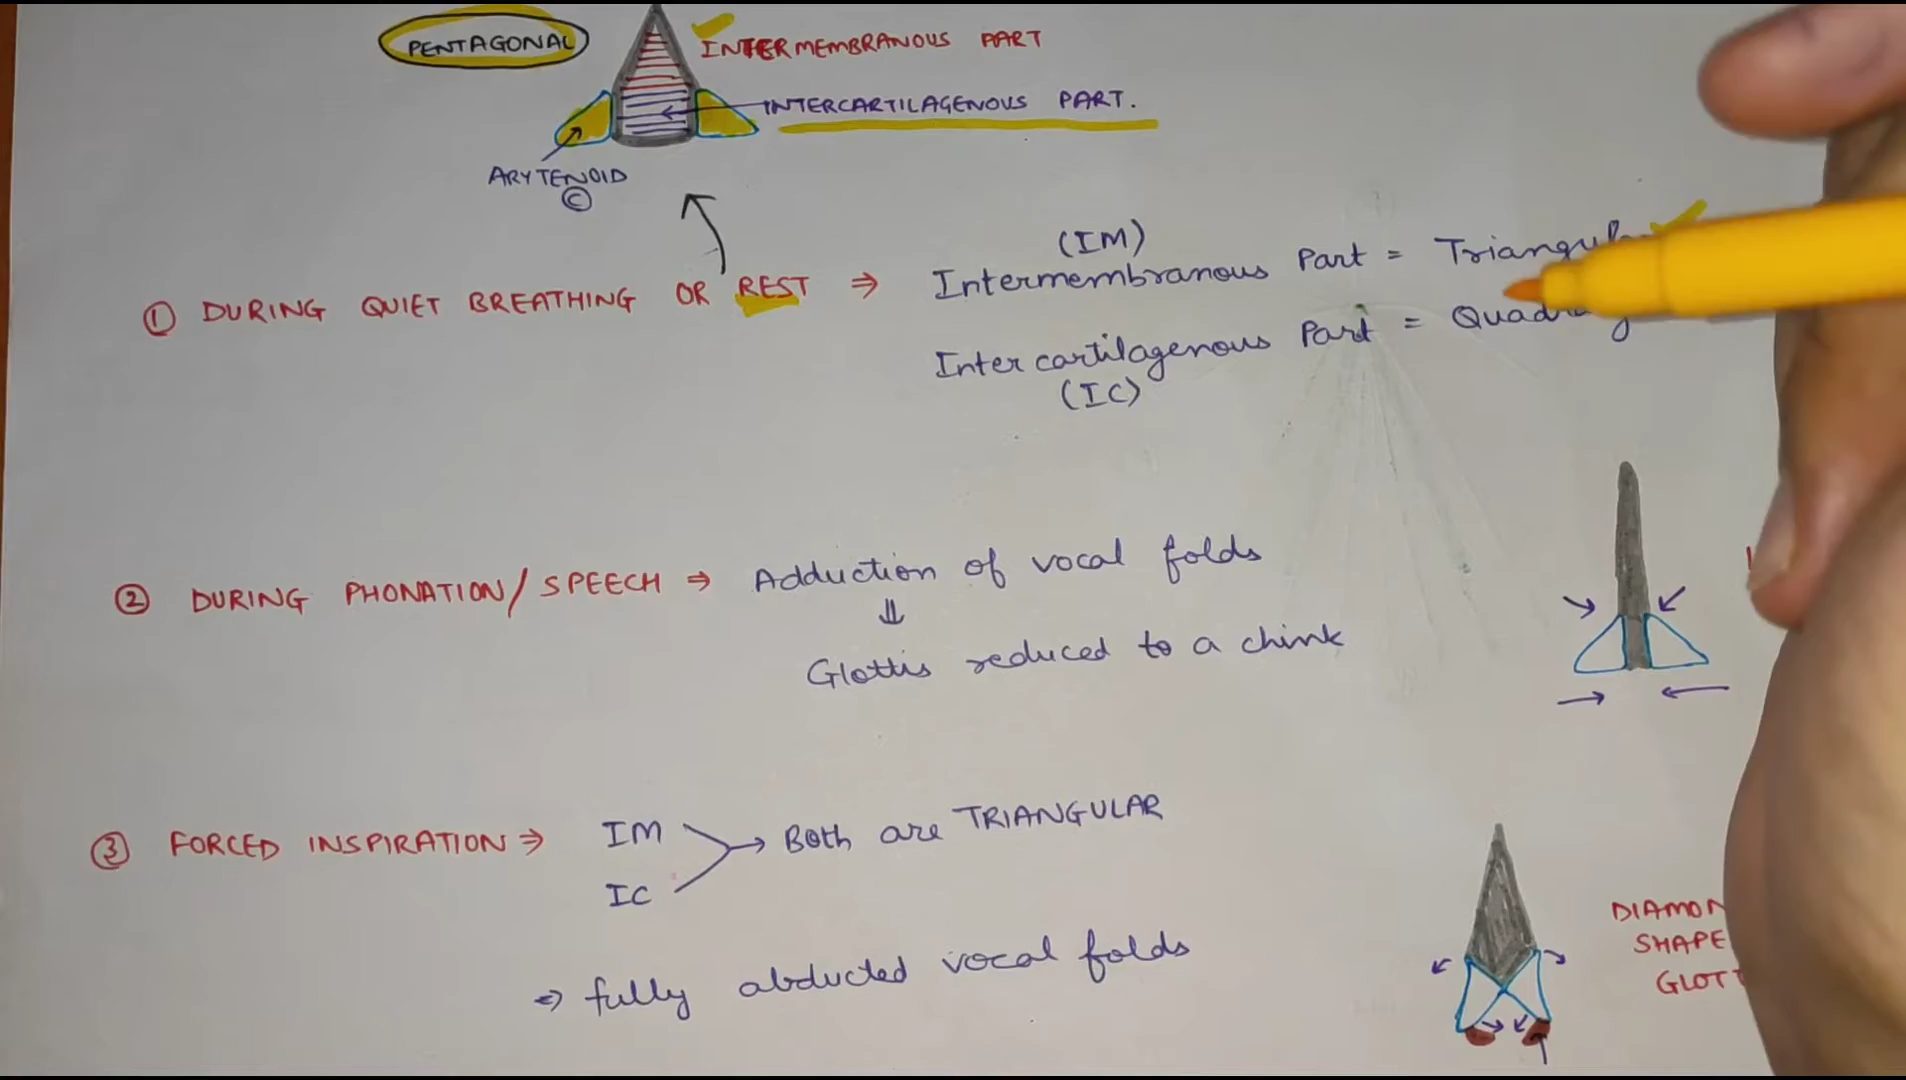 PENTAGONAL
INTERMEMBRANOUS PART
INTERCARTILAGENOUS PART.
ARYTENOID
©
(IM)
① DURING QUIET BREATHING OR REST ⇒ Intermembranous Part =
Intercartilagenous Part =
(IC)
② DURING PHONATION/SPEECH ⇒ Adduction of vocal folds
⇓
Glottis reduced to a chink
③ FORCED INSPIRATION ⇒ IM → Both are TRIANGULAR
IC
⇒ fully abducted vocal folds
SHAPE